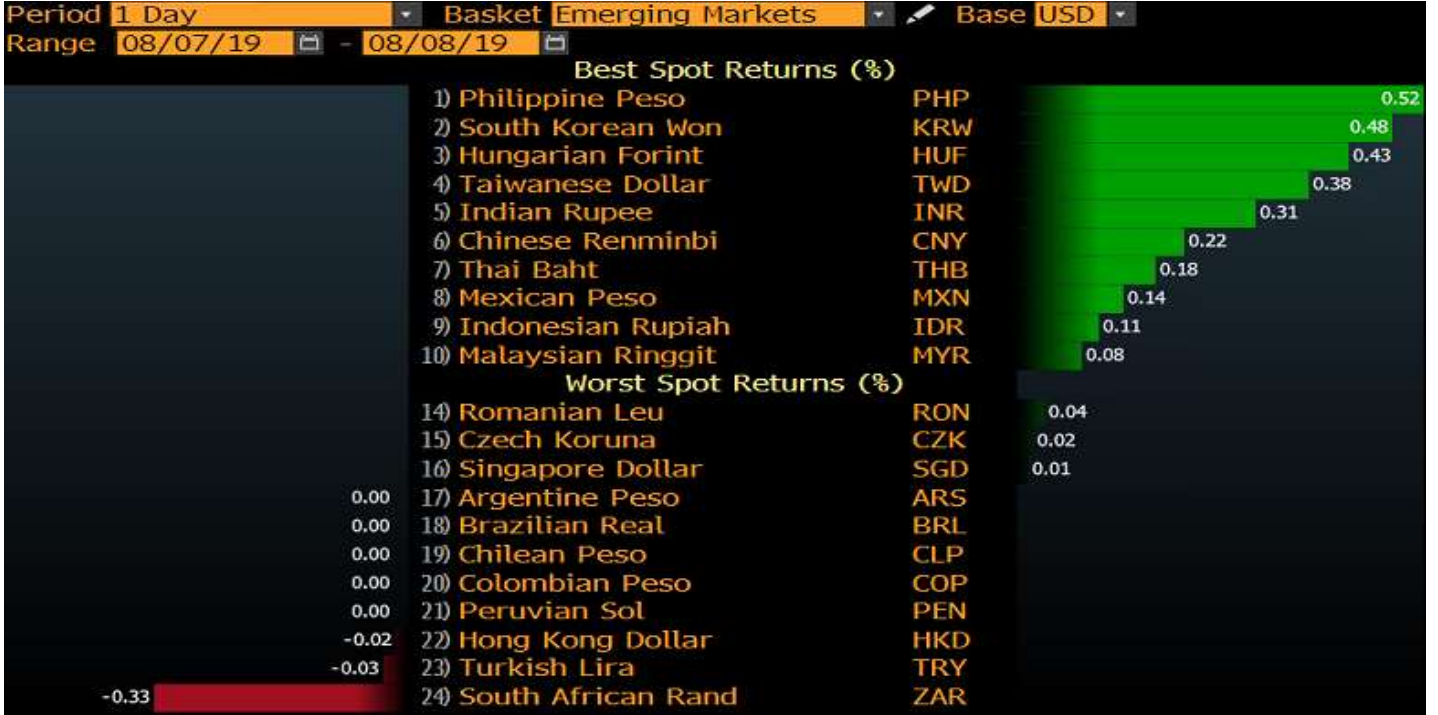 Period 1 Day Basket Emerging Markets Base USD
Range 08/07/19 - 08/08/19
Best Spot Returns (%)
1) Philippine Peso PHP 0.52
2) South Korean Won KRW 0.48
3) Hungarian Forint HUF 0.43
4) Taiwanese Dollar TWD 0.38
5) Indian Rupee INR 0.31
6) Chinese Renminbi CNY 0.22
7) Thai Baht THB 0.18
8) Mexican Peso MXN 0.14
9) Indonesian Rupiah IDR 0.11
10) Malaysian Ringgit MYR 0.08
Worst Spot Returns (%)
14) Romanian Leu RON 0.04
15) Czech Koruna CZK 0.02
16) Singapore Dollar SGD 0.01
0.00 17) Argentine Peso ARS
0.00 18) Brazilian Real BRL
0.00 19) Chilean Peso CLP
0.00 20) Colombian Peso COP
0.00 21) Peruvian Sol PEN
-0.02 22) Hong Kong Dollar HKD
-0.03 23) Turkish Lira TRY
-0.33 24) South African Rand ZAR